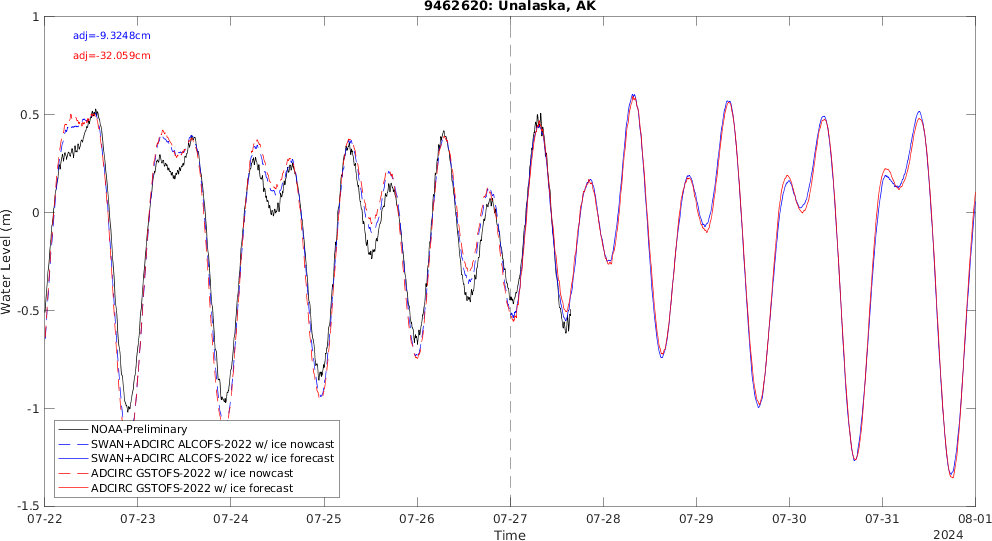 9462620: Unalaska, AK
adj=-9.3248cm
adj=-32.059cm
1
0.5
0
-0.5
-1
-1.5
Water Level (m)
NOAA-Preliminary
SWAN+ADCIRC ALCOFS-2022 w/ ice nowcast
SWAN+ADCIRC ALCOFS-2022 w/ ice forecast
ADCIRC GSTOFS-2022 w/ ice nowcast
ADCIRC GSTOFS-2022 w/ ice forecast
07-22 07-23 07-24 07-25 07-26 07-27 07-28 07-29 07-30 07-31 08-01
Time
2024